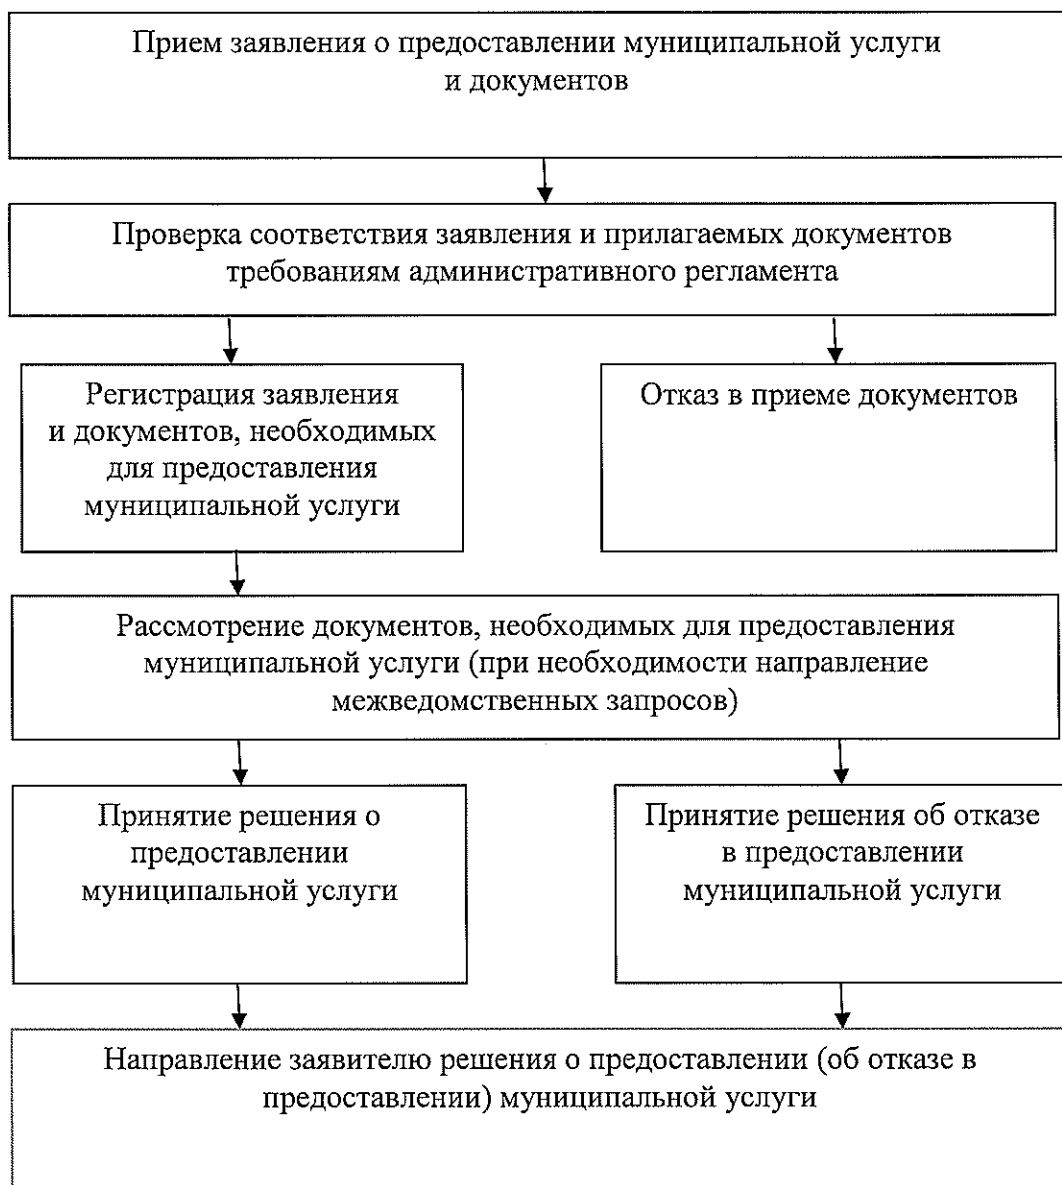 Прием заявления о предоставлении муниципальной услуги
и документов
Проверка соответствия заявления и прилагаемых документов
требованиям административного регламента
Регистрация заявления
и документов, необходимых
для предоставления
муниципальной услуги
Отказ в приеме документов
Рассмотрение документов, необходимых для предоставления
муниципальной услуги (при необходимости направление
межведомственных запросов)
Принятие решения о
предоставлении
муниципальной услуги
Принятие решения об отказе
в предоставлении
муниципальной услуги
Направление заявителю решения о предоставлении (об отказе в
предоставлении) муниципальной услуги